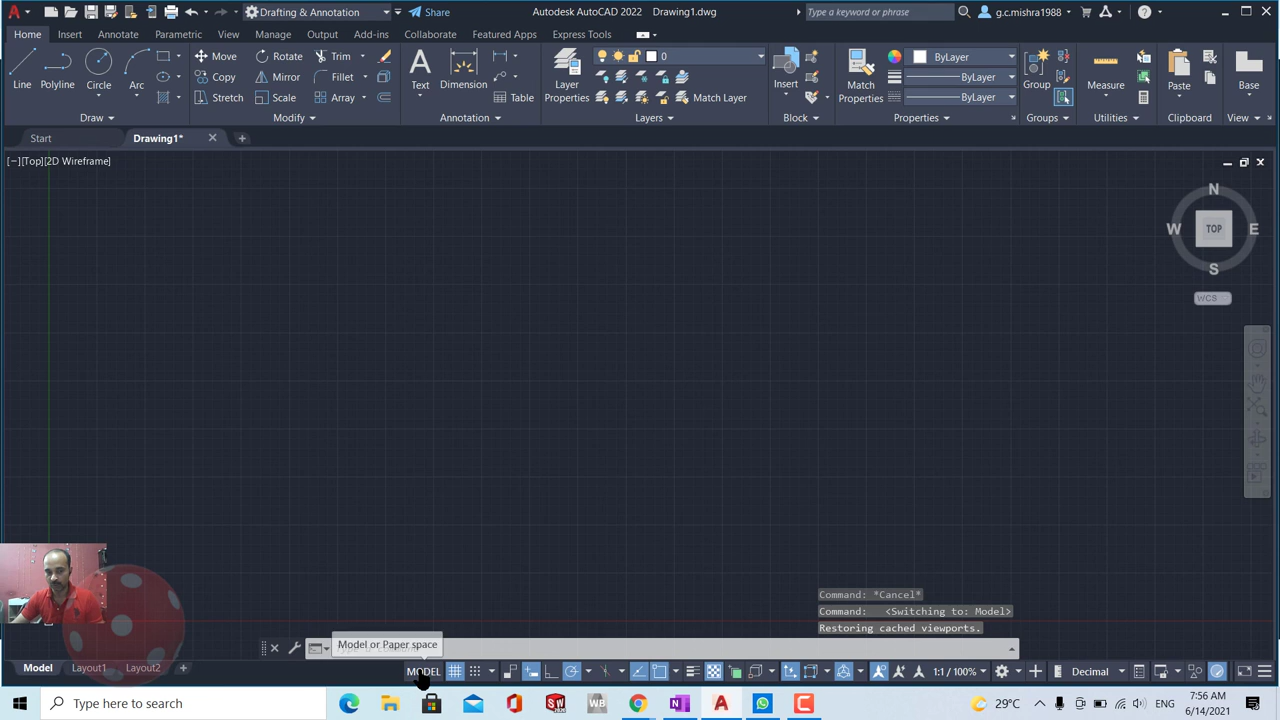 Drafting & Annotation
Share
Autodesk AutoCAD 2022 Drawing1.dwg
Type a keyword or phrase
g.c.mishra1988
Home Insert Annotate Parametric View Manage Output Add-ins Collaborate Featured Apps Express Tools
Line
Polyline
Circle
Arc
Move
Rotate
Trim
Copy
Mirror
Fillet
Stretch
Scale
Array
Text
Dimension
Table
Layer
Properties
0
Match Layer
Insert
Match
Properties
ByLayer
ByLayer
ByLayer
Group
Measure
Paste
Base
Draw
Modify
Annotation
Layers
Block
Properties
Groups
Utilities
Clipboard
View
Start
Drawing1*
[−][Top][2D Wireframe]
N
W TOP E
S
WCS
Command: *Cancel*
Command: <Switching to: Model>
Restoring cached viewports.
Model or Paper space
Model Layout1 Layout2
MODEL
1:1 / 100%
Decimal
Type here to search
29°C
ENG
7:56 AM
6/14/2021